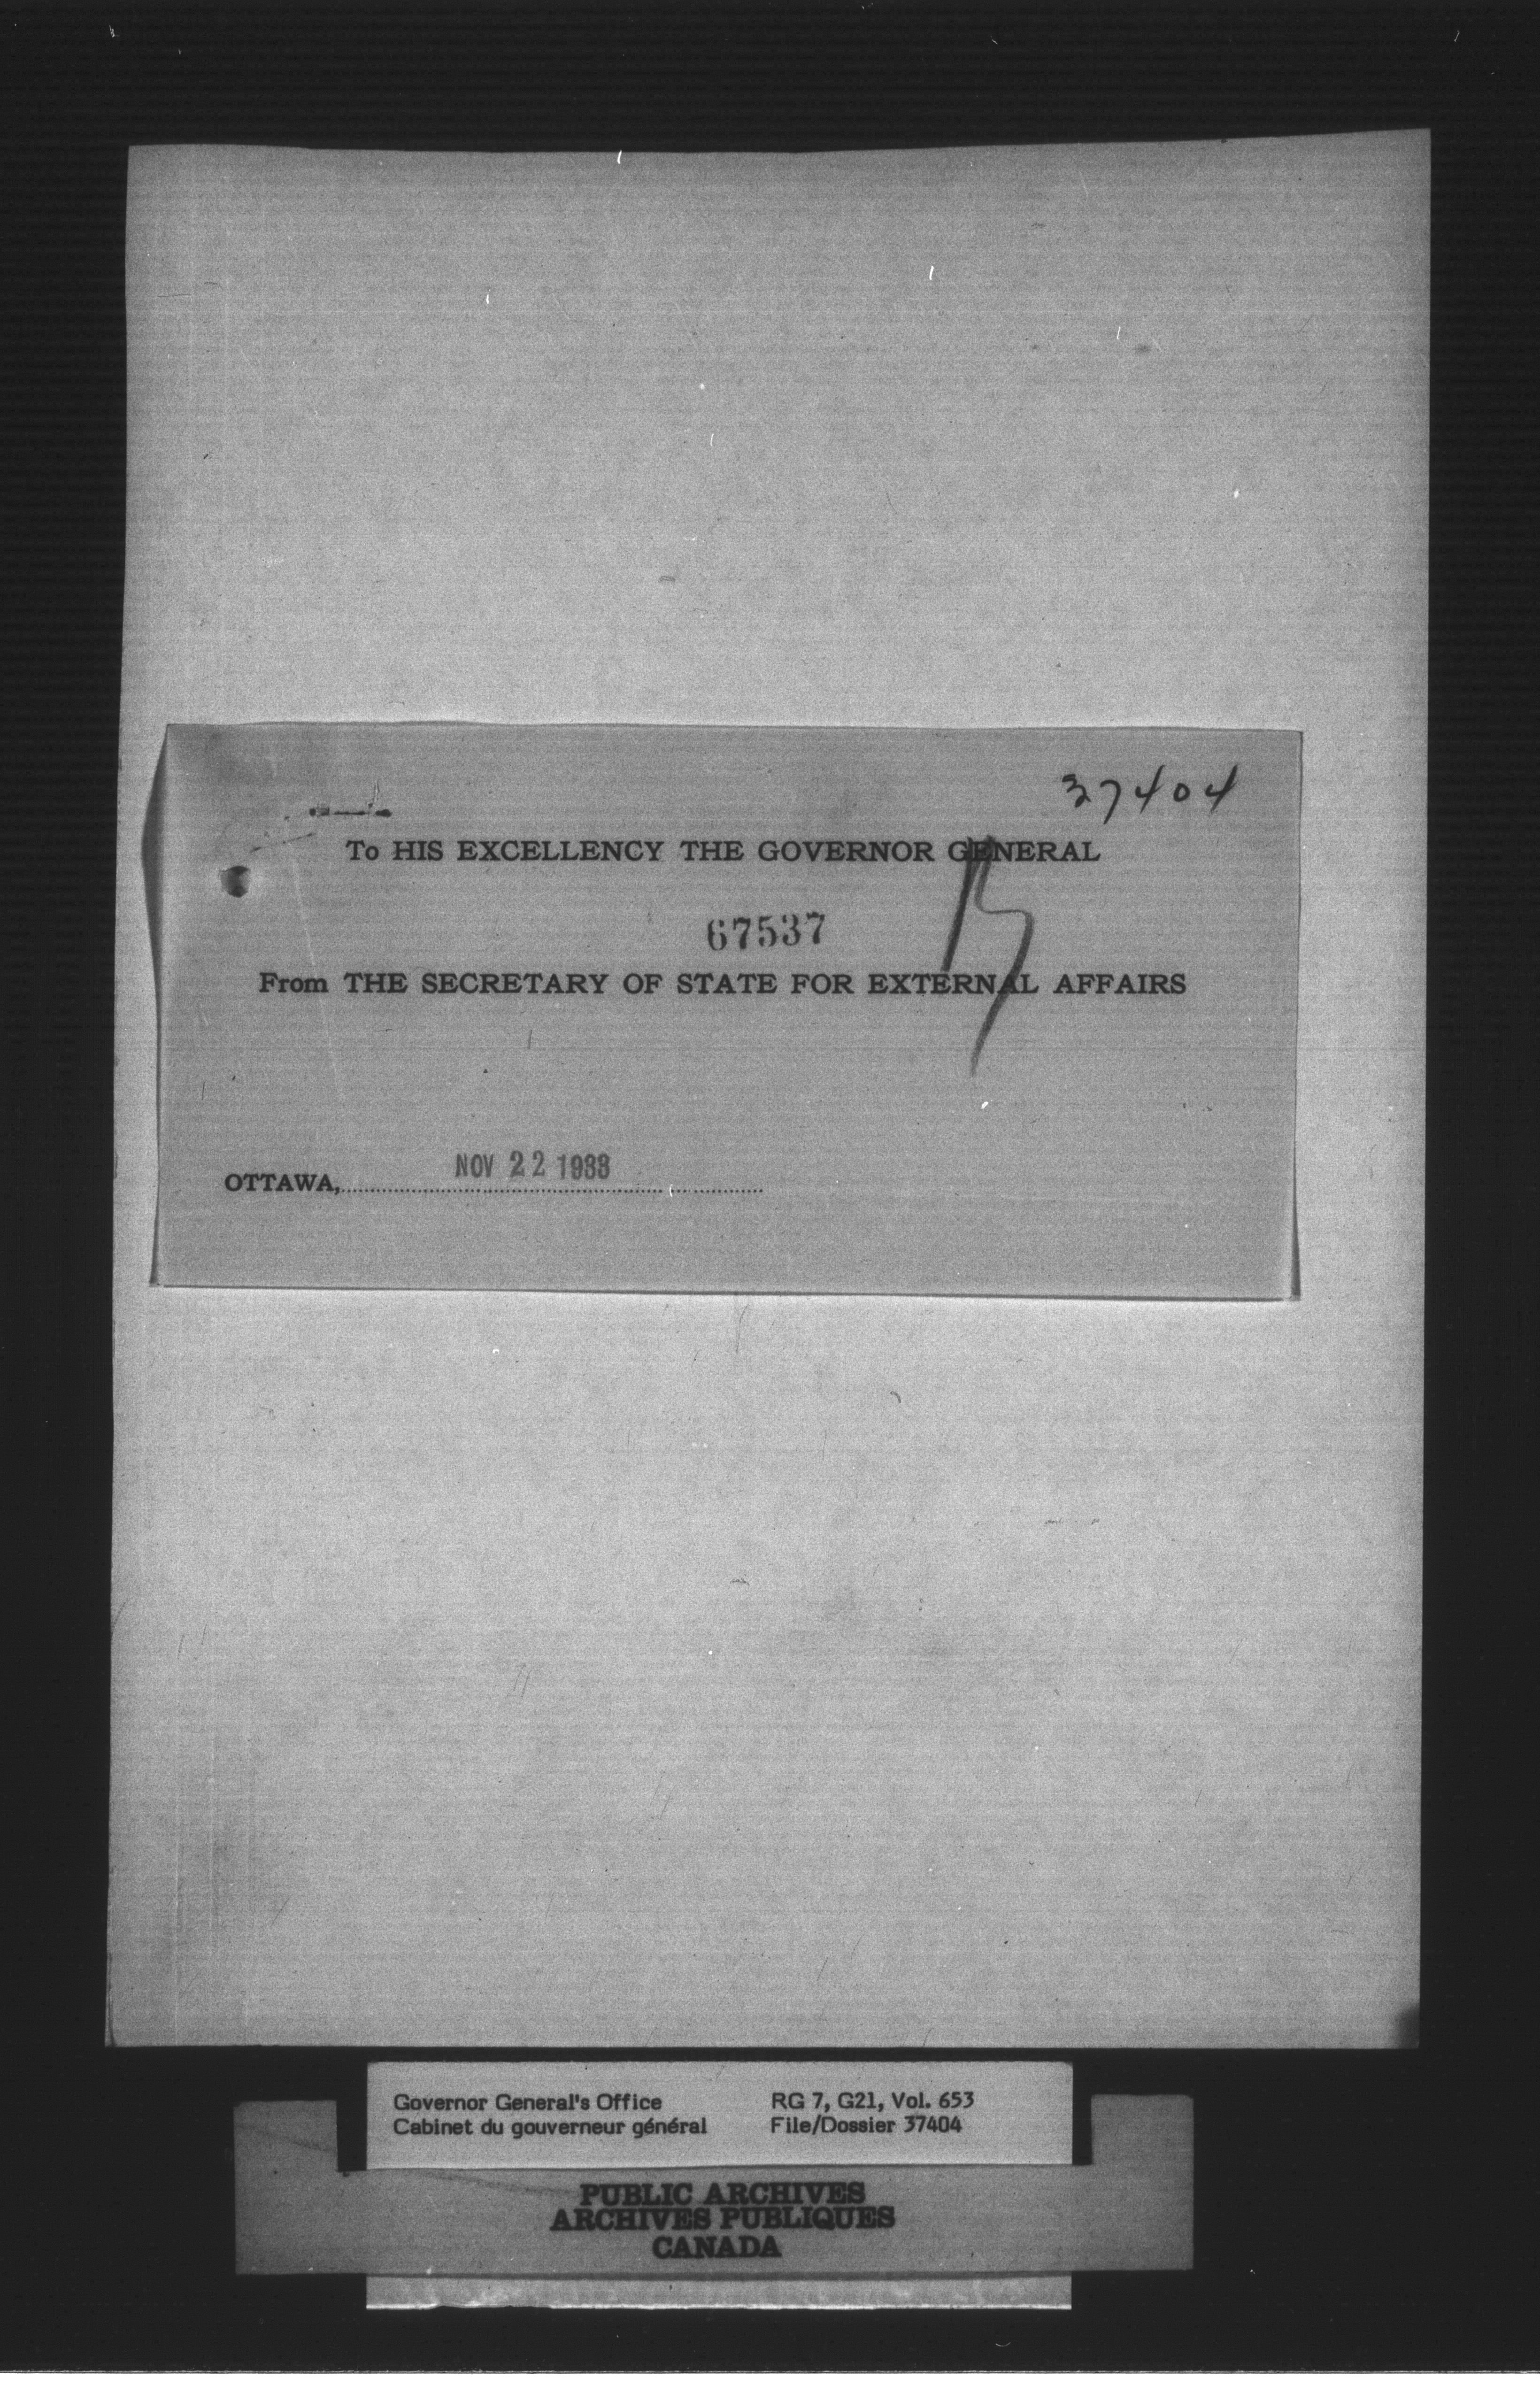 37404
To HIS EXCELLENCY THE GOVERNOR GENERAL
67537
From THE SECRETARY OF STATE FOR EXTERNAL AFFAIRS
OTTAWA, NOV 22 1938
Governor General's Office RG 7, G21, Vol. 653
Cabinet du gouverneur général File/Dossier 37404
PUBLIC ARCHIVES
ARCHIVES PUBLIQUES
CANADA